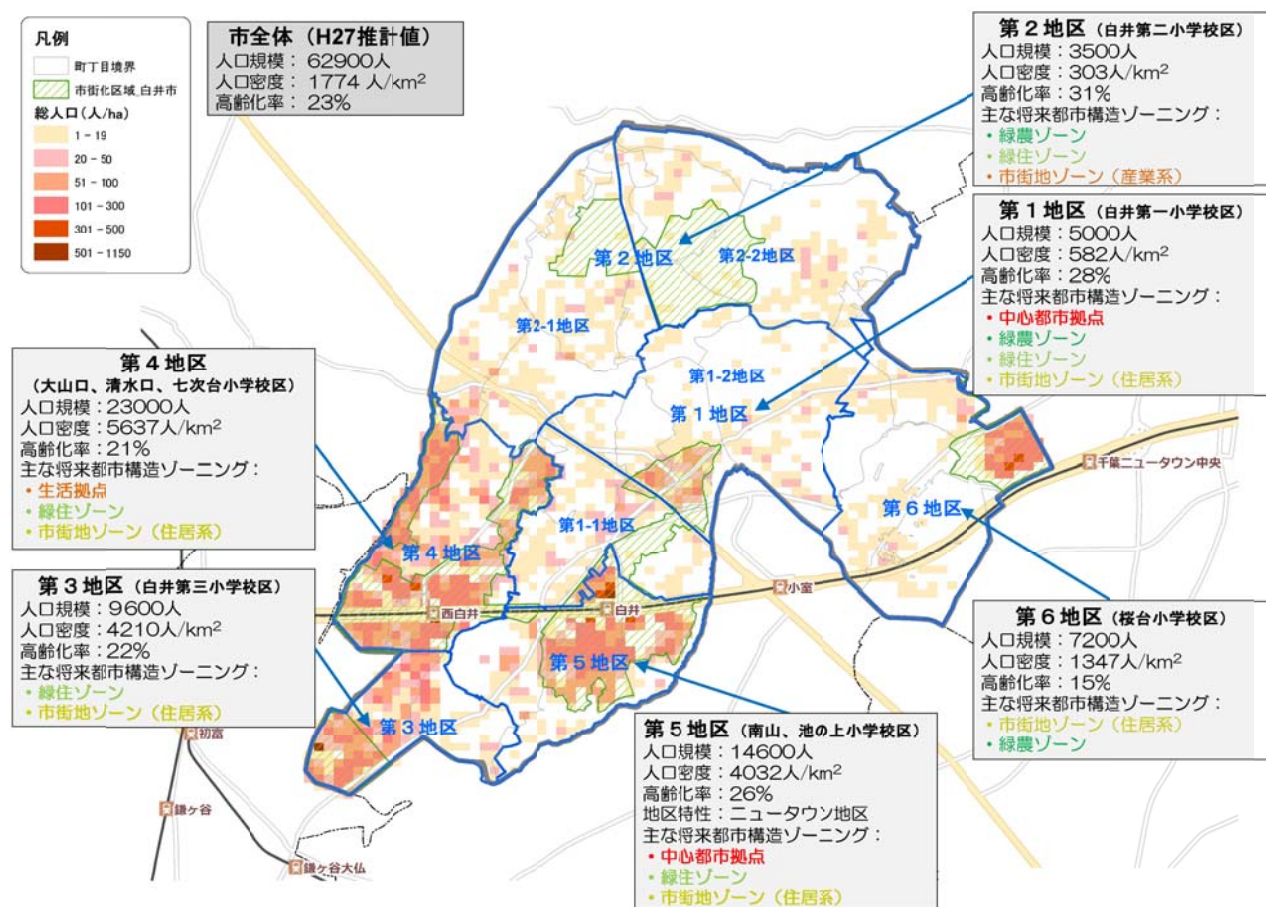 凡例
町丁目境界
市街化区域_白井市
総人口(人/ha)
1 - 19
20 - 50
51 - 100
101 - 300
301 - 500
501 - 1150
市全体（H27推計値）
人口規模：62900人
人口密度：1774 人/km²
高齢化率：23%
第２地区（白井第二小学校区）
人口規模：3500人
人口密度：303人/km²
高齢化率：31%
主な将来都市構造ゾーニング：
・緑農ゾーン
・緑住ゾーン
・市街地ゾーン（産業系）
第１地区（白井第一小学校区）
人口規模：5000人
人口密度：582人/km²
高齢化率：28%
主な将来都市構造ゾーニング：
・中心都市拠点
・緑農ゾーン
・緑住ゾーン
・市街地ゾーン（住居系）
第４地区
（大山口、清水口、七次台小学校区）
人口規模：23000人
人口密度：5637人/km²
高齢化率：21%
主な将来都市構造ゾーニング：
・生活拠点
・緑住ゾーン
・市街地ゾーン（住居系）
第３地区（白井第三小学校区）
人口規模：9600人
人口密度：4210人/km²
高齢化率：22%
主な将来都市構造ゾーニング：
・緑住ゾーン
・市街地ゾーン（住居系）
第２地区
第2-2地区
第2-1地区
第1-2地区
第１地区
第1-1地区
第６地区
第４地区
第５地区
第３地区
千葉ニュータウン中央
小室
白井
西白井
初富
鎌ヶ谷
鎌ヶ谷大仏
第６地区（桜台小学校区）
人口規模：7200人
人口密度：1347人/km²
高齢化率：15%
主な将来都市構造ゾーニング：
・市街地ゾーン（住居系）
・緑農ゾーン
第５地区（南山、池の上小学校区）
人口規模：14600人
人口密度：4032人/km²
高齢化率：26%
地区特性：ニュータウン地区
主な将来都市構造ゾーニング：
・中心都市拠点
・緑住ゾーン
・市街地ゾーン（住居系）